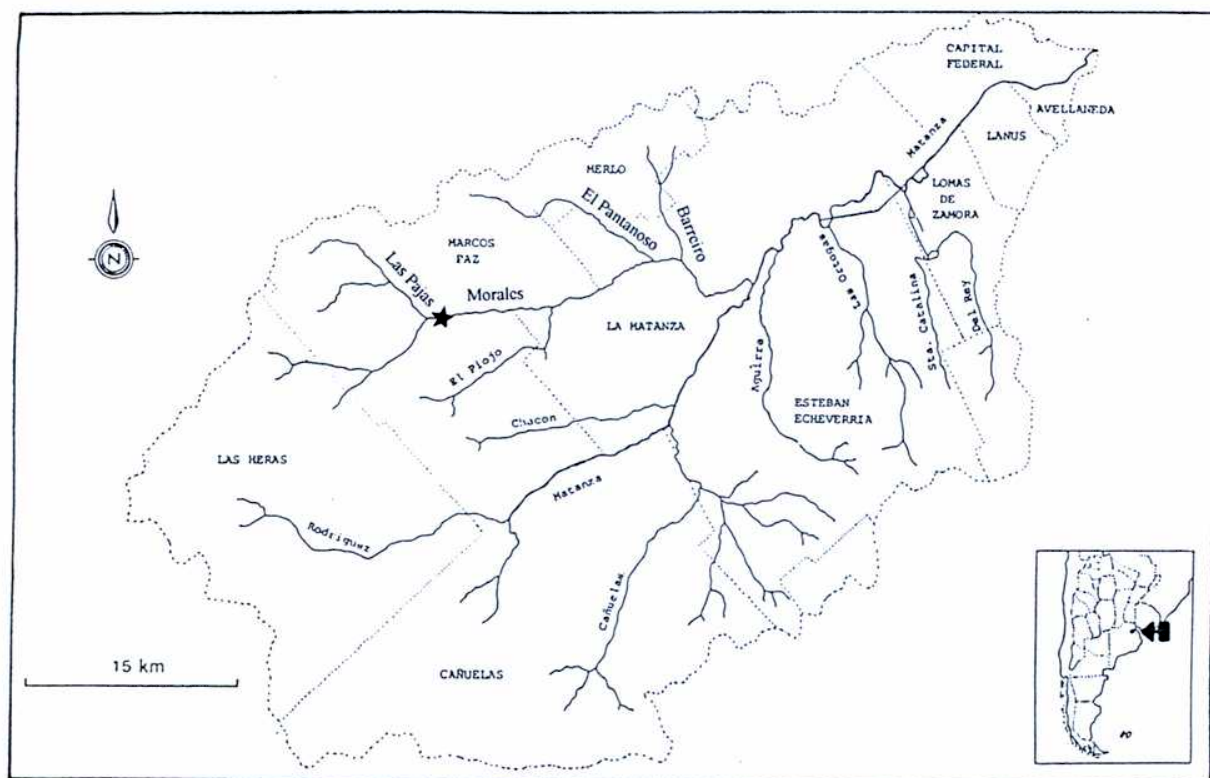 CAPITAL
FEDERAL
AVELLANEDA
LANUS
Matanza
MERLO
LOMAS
DE
ZAMORA
El Pantanoso
Barreiro
MARCOS
PAZ
Las Pajas
Morales
Las Ortegas
Sta. Catalina
Del Rey
LA MATANZA
El Piojo
Aguirra
ESTEBAN
ECHEVERRIA
Chacon
LAS HERAS
Matanza
Rodriguez
Cañuelas
15 km
CAÑUELAS
N